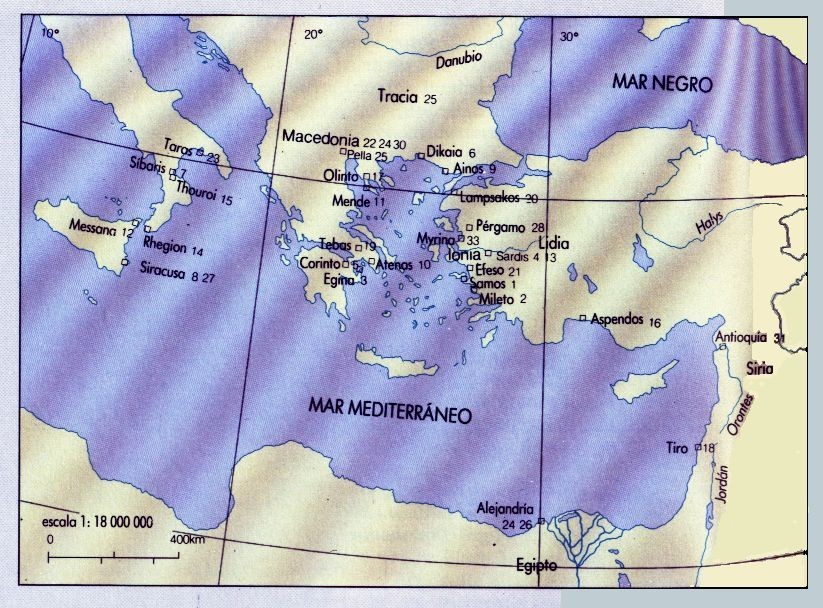 10°
20°
30°
Danubio
MAR NEGRO
Tracia 25
Macedonia 22 24 30
Pella 25
Dikaia 6
Ainos 9
Taras 23
Sibaris 7
Thouroi 15
Olinto 17
Mende 11
Lampsakos 20
Halys
Messana 12
Rhegion 14
Siracusa 8 27
Pérgamo 28
Myrina 33
Lidia
Tebas 19
Ionia
Sardis 4 13
Corinto 5
Atenas 10
Efeso 21
Egina 3
Samos 1
Mileto 2
Aspendos 16
Antioquía 31
Siria
Orontes
MAR MEDITERRÁNEO
Tiro 18
Jordán
Alejandría
24 26
Egipto
escala 1: 18 000 000
0 400km